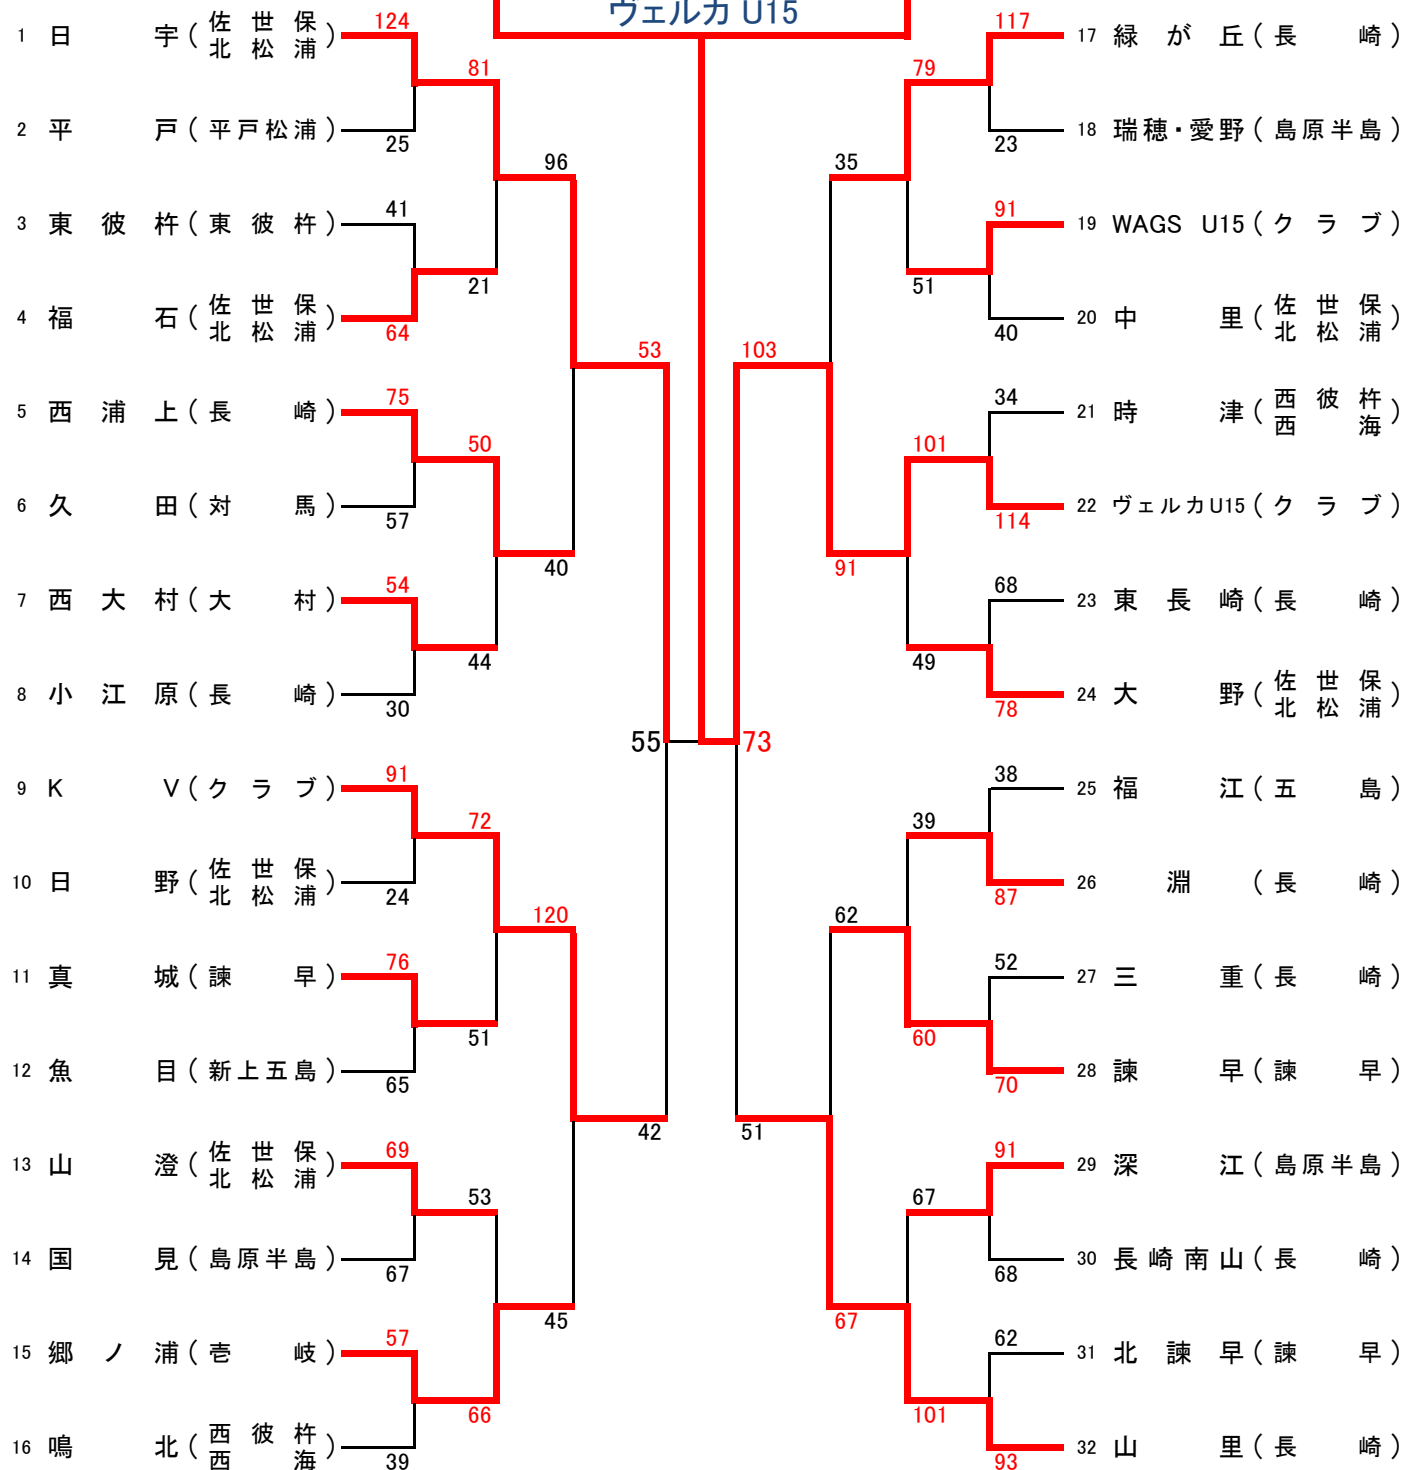 ヴェルカ U15
1 日宇(佐世保北松浦) 124
81
2 平戸(平戸松浦) 25
96
3 東彼杵(東彼杵) 41
21
4 福石(佐世保北松浦) 64
53
5 西浦上(長崎) 75
50
6 久田(対馬) 57
40
7 西大村(大村) 54
44
8 小江原(長崎) 30
55
9 K V(クラブ) 91
72
10 日野(佐世保北松浦) 24
120
11 真城(諫早) 76
51
12 魚目(新上五島) 65
42
13 山澄(佐世保北松浦) 69
53
14 国見(島原半島) 67
45
15 郷ノ浦(壱岐) 57
66
16 鳴北(西彼杵西海) 39
117 17 緑が丘(長崎)
79
23 18 瑞穂・愛野(島原半島)
35
91 19 WAGS U15(クラブ)
51
40 20 中里(佐世保北松浦)
103
34 21 時津(西彼杵西海)
101
114 22 ヴェルカU15(クラブ)
91
68 23 東長崎(長崎)
49
78 24 大野(佐世保北松浦)
73
38 25 福江(五島)
39
87 26 淵(長崎)
62
52 27 三重(長崎)
60
70 28 諫早(諫早)
51
91 29 深江(島原半島)
67
68 30 長崎南山(長崎)
67
62 31 北諫早(諫早)
101
93 32 山里(長崎)